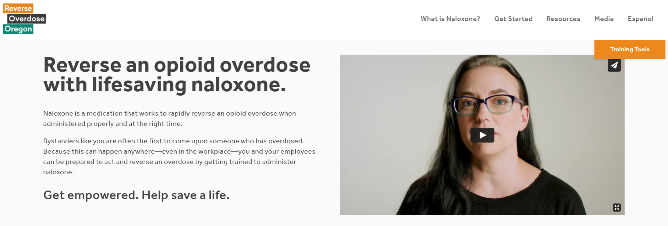 Reverse
Overdose
Oregon
What is Naloxone?
Get Started
Resources
Media
Español
Training Tools
Reverse an opioid overdose
with lifesaving naloxone.
Naloxone is a medication that works to rapidly reverse an opioid overdose when
administered properly and at the right time.
Bystanders like you are often the first to come upon someone who has overdosed.
Because this can happen anywhere—even in the workplace—you and your employees
can be prepared to act and reverse an overdose by getting trained to administer
naloxone.
Get empowered. Help save a life.